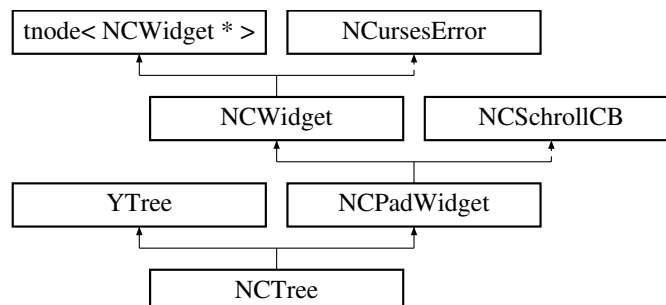 tnode< NCWidget * >
NCursesError
NCWidget
NCSchrollCB
YTree
NCPadWidget
NCTree